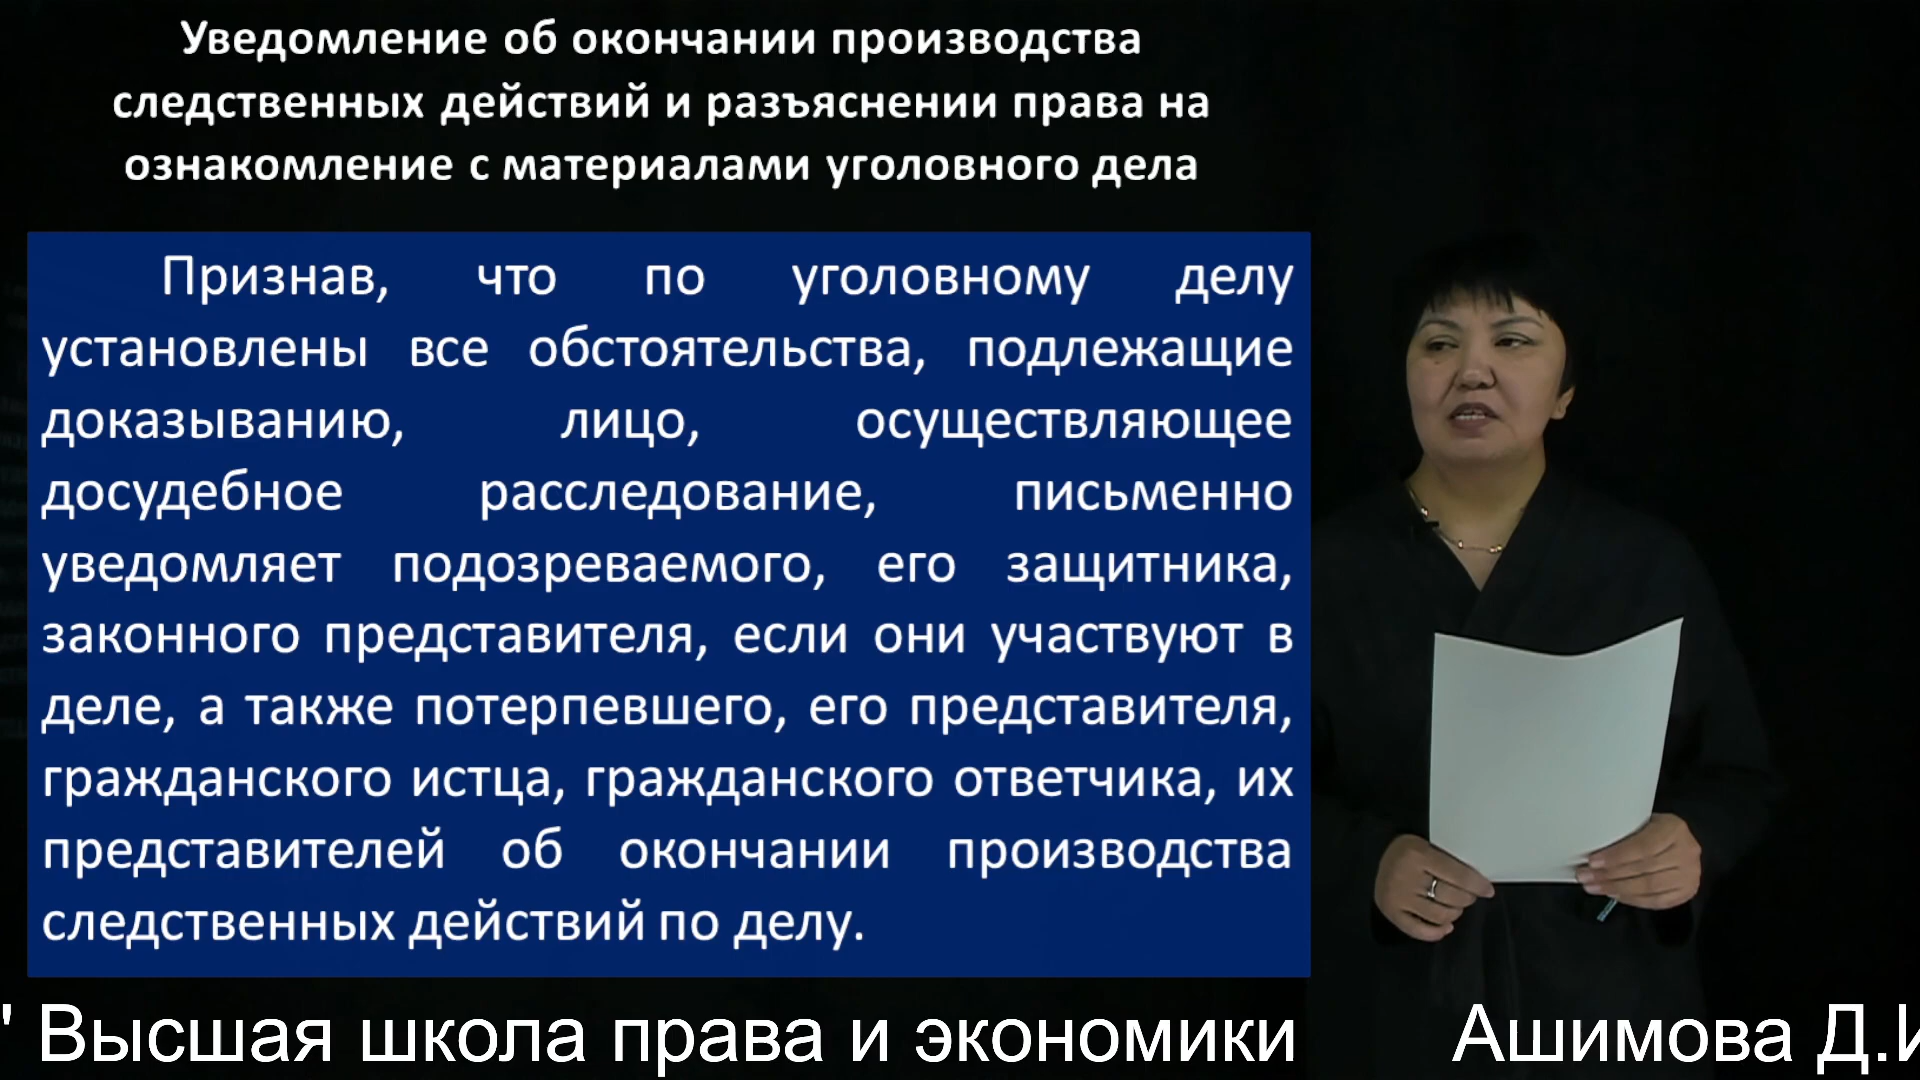 Уведомление об окончании производства
следственных действий и разъяснении права на
ознакомление с материалами уголовного дела
Признав, что по уголовному делу
установлены все обстоятельства, подлежащие
доказыванию, лицо, осуществляющее
досудебное расследование, письменно
уведомляет подозреваемого, его защитника,
законного представителя, если они участвуют в
деле, а также потерпевшего, его представителя,
гражданского истца, гражданского ответчика, их
представителей об окончании производства
следственных действий по делу.
" Высшая школа права и экономики Ашимова Д.И